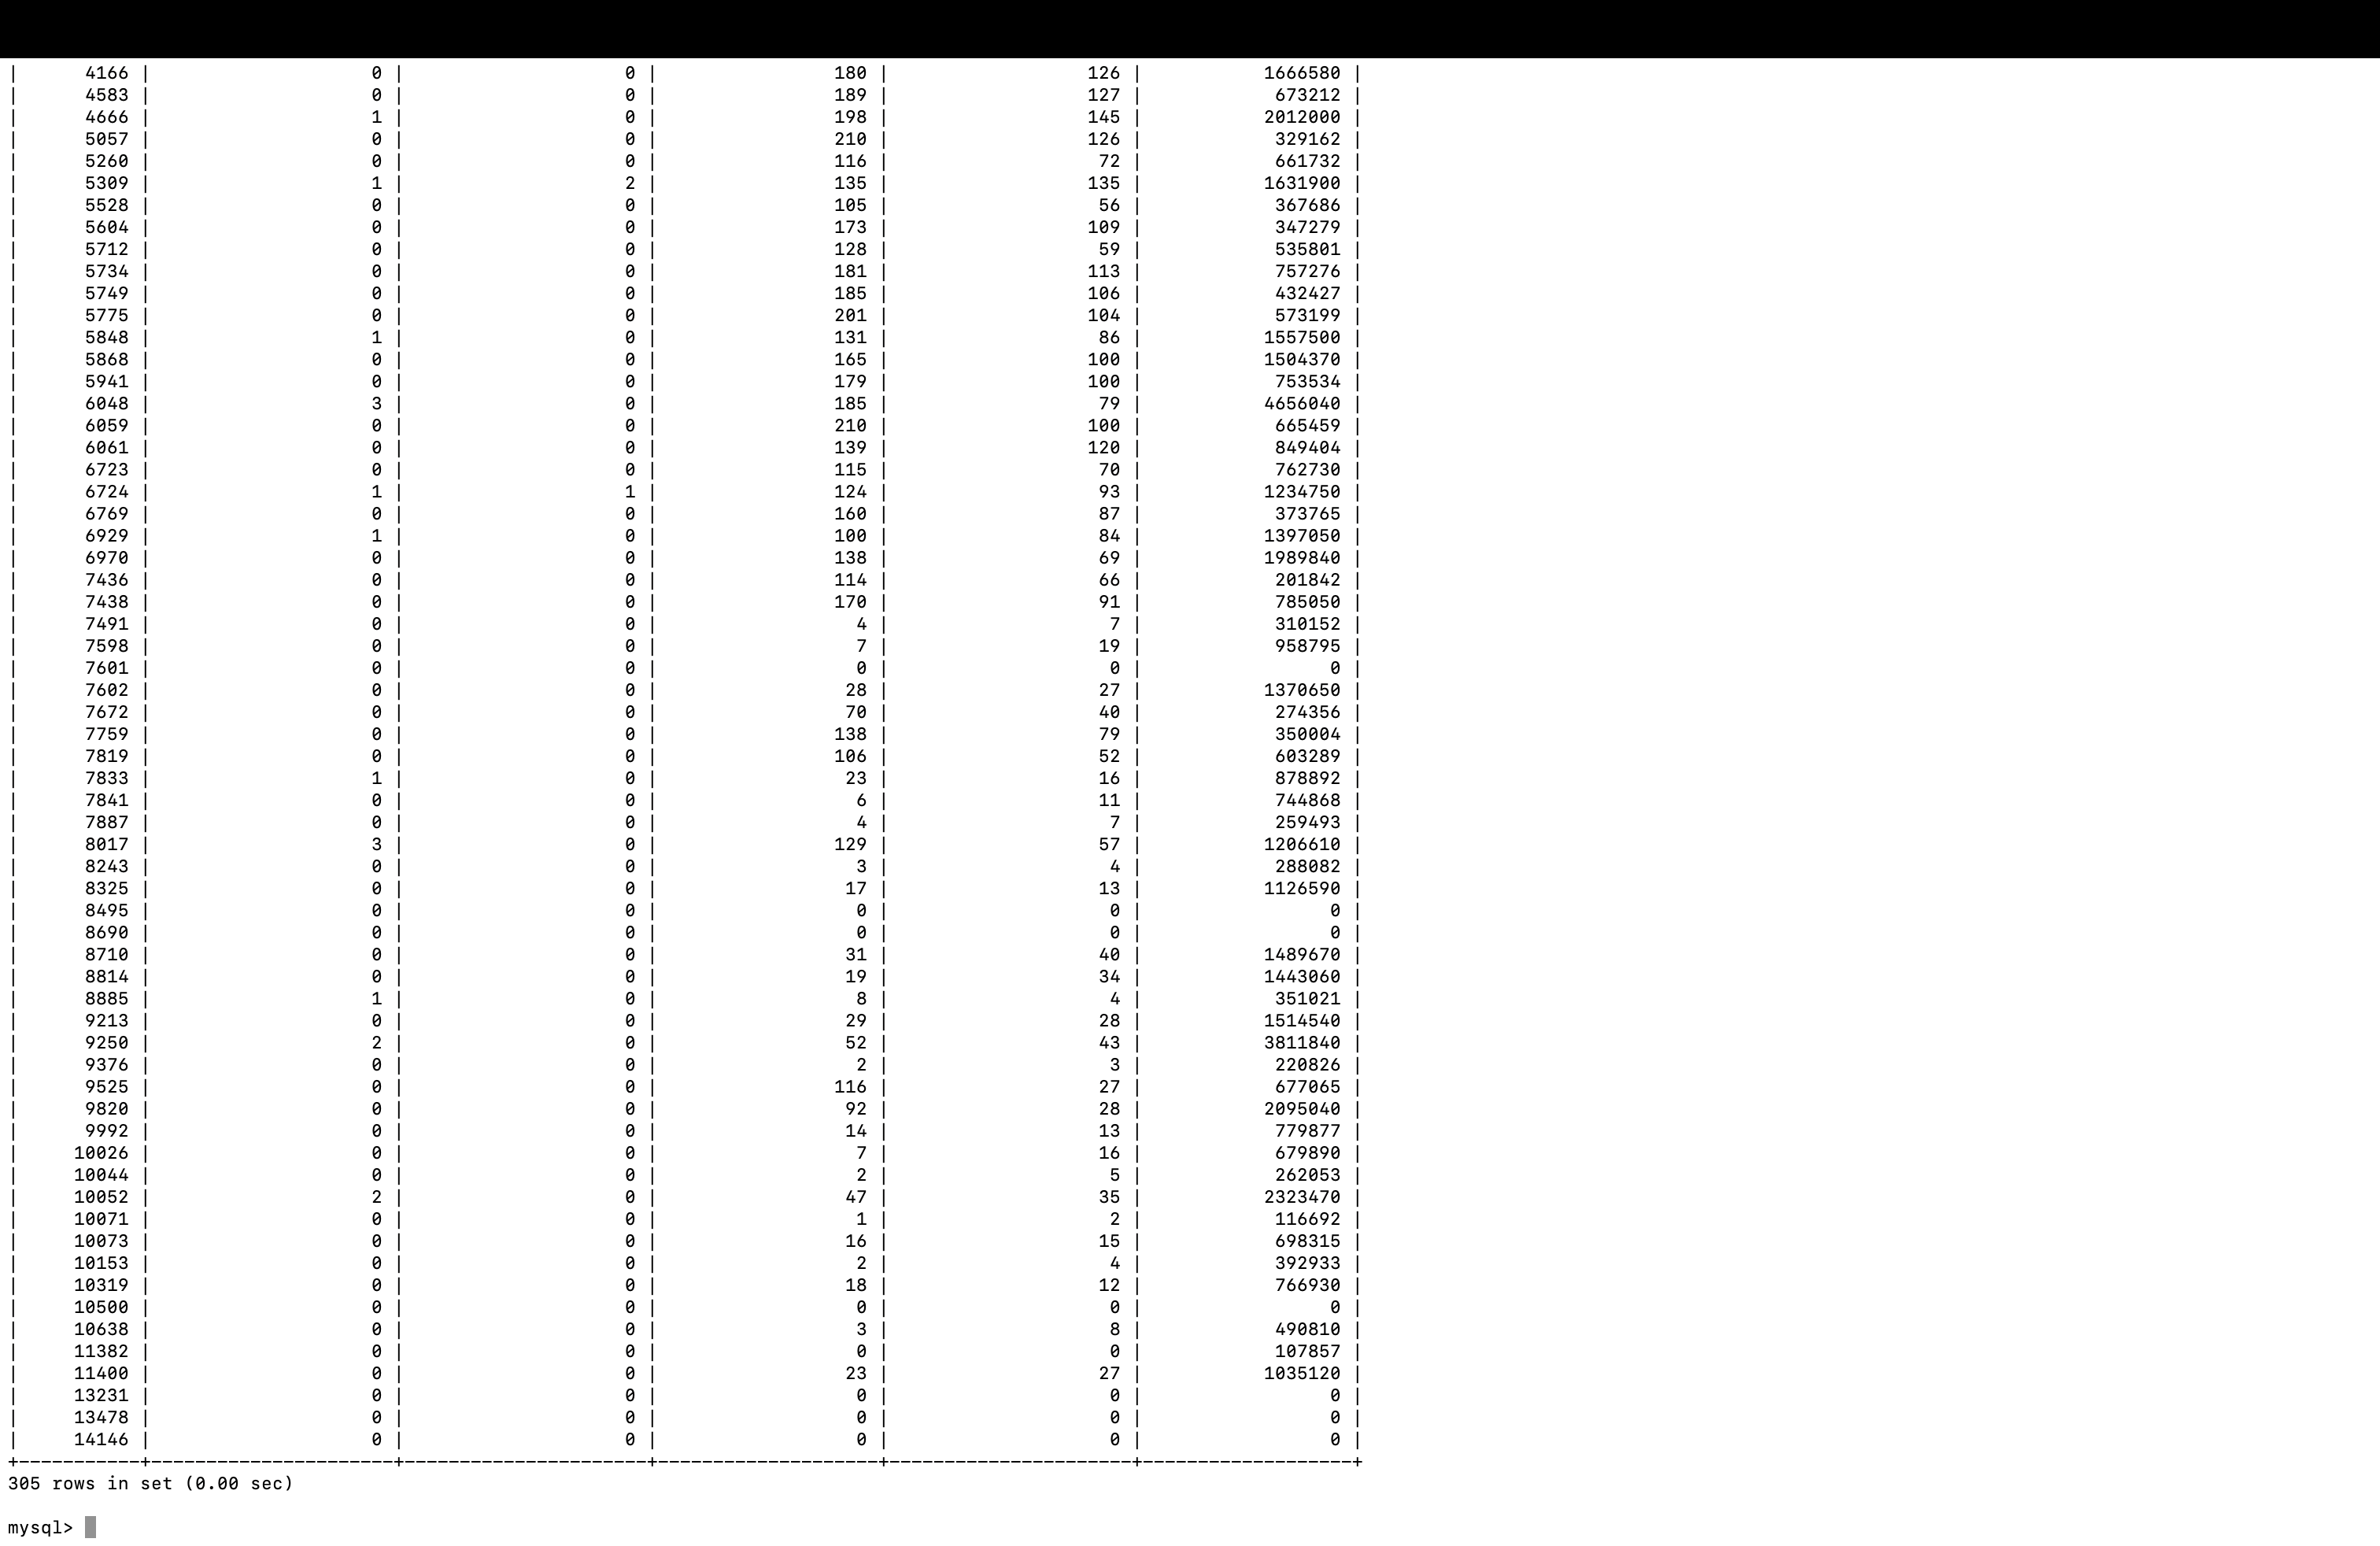 | 4166 | 0 | 0 | 180 | 126 | 1666580 |
| 4583 | 0 | 0 | 189 | 127 | 673212 |
| 4666 | 1 | 0 | 198 | 145 | 2012000 |
| 5057 | 0 | 0 | 210 | 126 | 329162 |
| 5260 | 0 | 0 | 116 | 72 | 661732 |
| 5309 | 1 | 2 | 135 | 135 | 1631900 |
| 5528 | 0 | 0 | 105 | 56 | 367686 |
| 5604 | 0 | 0 | 173 | 109 | 347279 |
| 5712 | 0 | 0 | 128 | 59 | 535801 |
| 5734 | 0 | 0 | 181 | 113 | 757276 |
| 5749 | 0 | 0 | 185 | 106 | 432427 |
| 5775 | 0 | 0 | 201 | 104 | 573199 |
| 5848 | 1 | 0 | 131 | 86 | 1557500 |
| 5868 | 0 | 0 | 165 | 100 | 1504370 |
| 5941 | 0 | 0 | 179 | 100 | 753534 |
| 6048 | 3 | 0 | 185 | 79 | 4656040 |
| 6059 | 0 | 0 | 210 | 100 | 665459 |
| 6061 | 0 | 0 | 139 | 120 | 849404 |
| 6723 | 0 | 0 | 115 | 70 | 762730 |
| 6724 | 1 | 1 | 124 | 93 | 1234750 |
| 6769 | 0 | 0 | 160 | 87 | 373765 |
| 6929 | 1 | 0 | 100 | 84 | 1397050 |
| 6970 | 0 | 0 | 138 | 69 | 1989840 |
| 7436 | 0 | 0 | 114 | 66 | 201842 |
| 7438 | 0 | 0 | 170 | 91 | 785050 |
| 7491 | 0 | 0 | 4 | 7 | 310152 |
| 7598 | 0 | 0 | 7 | 19 | 958795 |
| 7601 | 0 | 0 | 0 | 0 | 0 |
| 7602 | 0 | 0 | 28 | 27 | 1370650 |
| 7672 | 0 | 0 | 70 | 40 | 274356 |
| 7759 | 0 | 0 | 138 | 79 | 350004 |
| 7819 | 0 | 0 | 106 | 52 | 603289 |
| 7833 | 1 | 0 | 23 | 16 | 878892 |
| 7841 | 0 | 0 | 6 | 11 | 744868 |
| 7887 | 0 | 0 | 4 | 7 | 259493 |
| 8017 | 3 | 0 | 129 | 57 | 1206610 |
| 8243 | 0 | 0 | 3 | 4 | 288082 |
| 8325 | 0 | 0 | 17 | 13 | 1126590 |
| 8495 | 0 | 0 | 0 | 0 | 0 |
| 8690 | 0 | 0 | 0 | 0 | 0 |
| 8710 | 0 | 0 | 31 | 40 | 1489670 |
| 8814 | 0 | 0 | 19 | 34 | 1443060 |
| 8885 | 1 | 0 | 8 | 4 | 351021 |
| 9213 | 0 | 0 | 29 | 28 | 1514540 |
| 9250 | 2 | 0 | 52 | 43 | 3811840 |
| 9376 | 0 | 0 | 2 | 3 | 220826 |
| 9525 | 0 | 0 | 116 | 27 | 677065 |
| 9820 | 0 | 0 | 92 | 28 | 2095040 |
| 9992 | 0 | 0 | 14 | 13 | 779877 |
| 10026 | 0 | 0 | 7 | 16 | 679890 |
| 10044 | 0 | 0 | 2 | 5 | 262053 |
| 10052 | 2 | 0 | 47 | 35 | 2323470 |
| 10071 | 0 | 0 | 1 | 2 | 116692 |
| 10073 | 0 | 0 | 16 | 15 | 698315 |
| 10153 | 0 | 0 | 2 | 4 | 392933 |
| 10319 | 0 | 0 | 18 | 12 | 766930 |
| 10500 | 0 | 0 | 0 | 0 | 0 |
| 10638 | 0 | 0 | 3 | 8 | 490810 |
| 11382 | 0 | 0 | 0 | 0 | 107857 |
| 11400 | 0 | 0 | 23 | 27 | 1035120 |
| 13231 | 0 | 0 | 0 | 0 | 0 |
| 13478 | 0 | 0 | 0 | 0 | 0 |
| 14146 | 0 | 0 | 0 | 0 | 0 |
+-----------+----------------------+----------------------+--------------------+----------------------+-------------------+
305 rows in set (0.00 sec)
mysql>